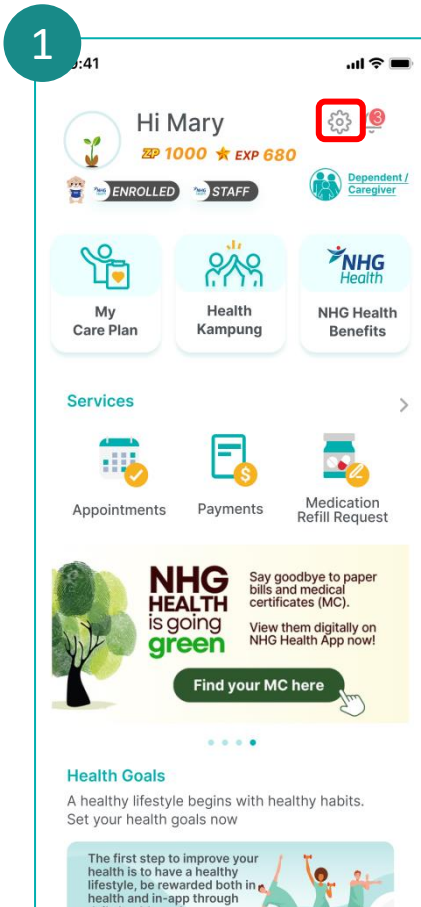 1
:41
Hi Mary
3
ZP 1000 ★ EXP 680
ENROLLED
STAFF
Dependent /
Caregiver
My
Care Plan
Health
Kampung
NHG
Health
NHG Health
Benefits
Services
>
Appointments
Payments
Medication
Refill Request
NHG
HEALTH
is going
green
Say goodbye to paper
bills and medical
certificates (MC).
View them digitally on
NHG Health App now!
Find your MC here
Health Goals
A healthy lifestyle begins with healthy habits.
Set your health goals now
The first step to improve your
health is to have a healthy
lifestyle, be rewarded both in
health and in-app through